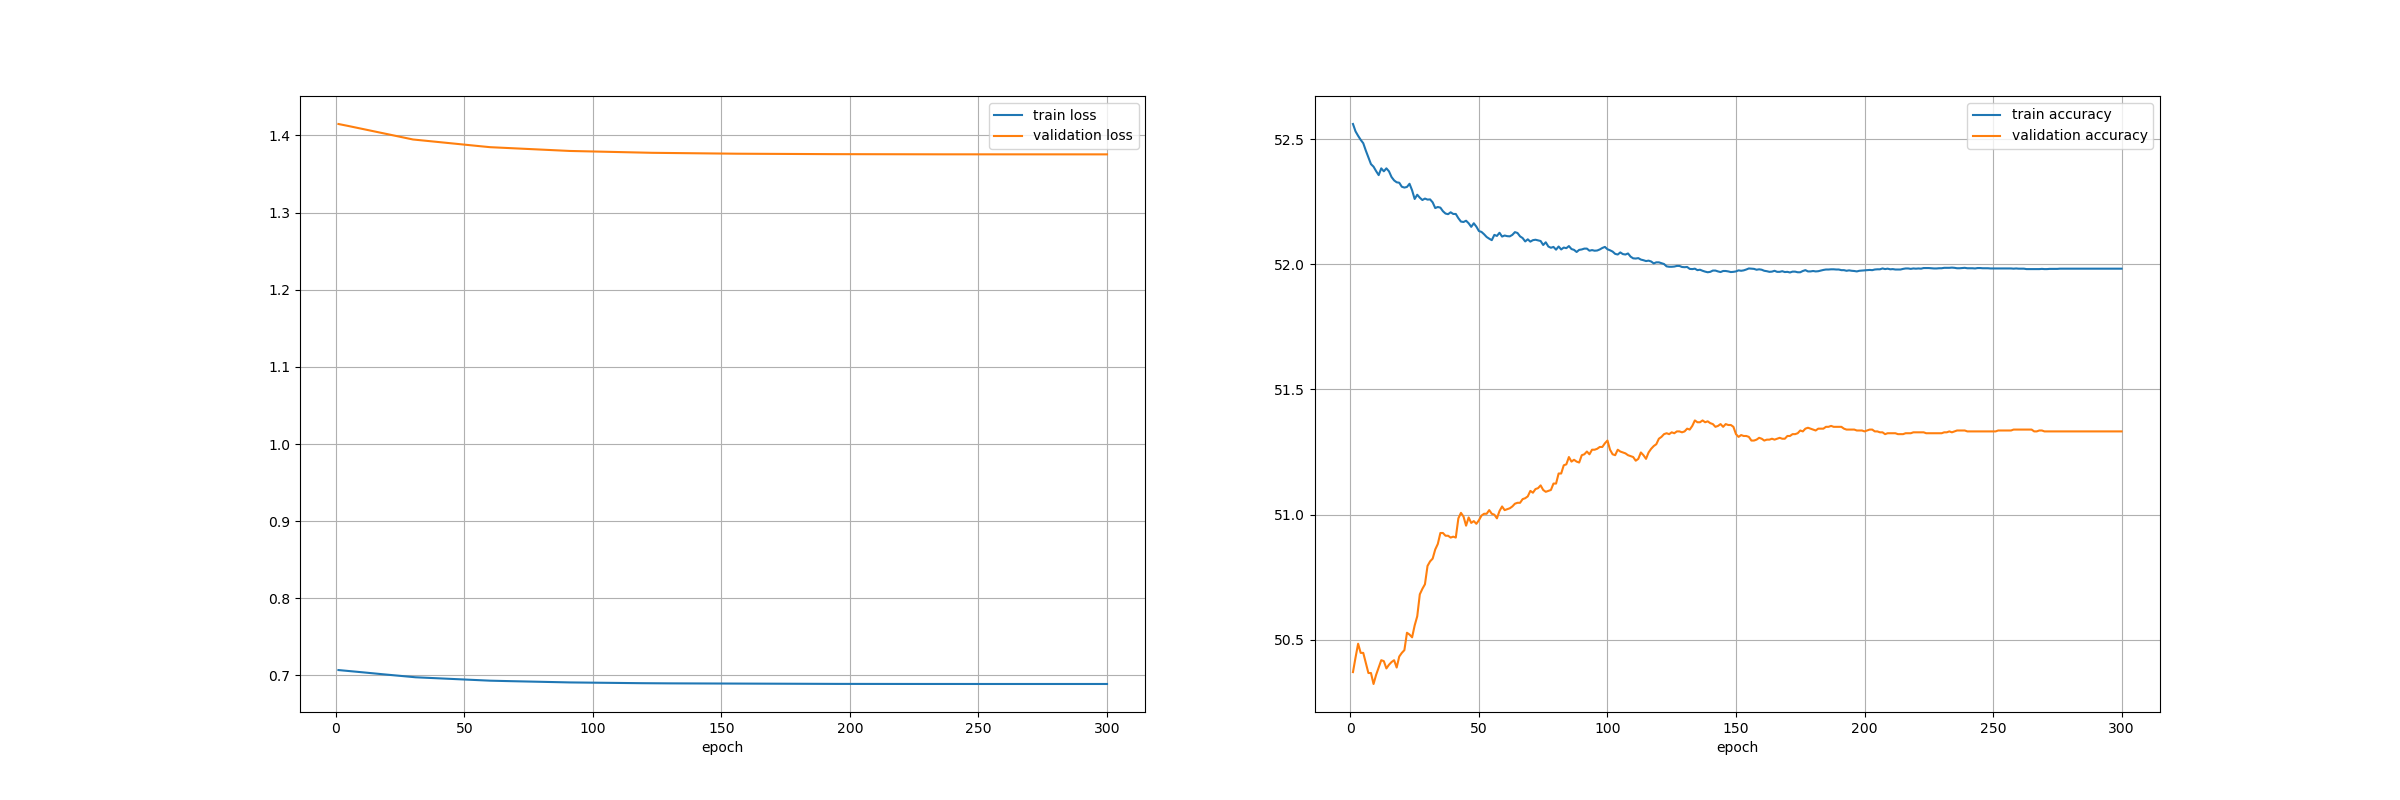 train loss
validation loss
1.4
1.3
1.2
1.1
1.0
0.9
0.8
0.7
0 50 100 150 200 250 300
epoch
train accuracy
validation accuracy
52.5
52.0
51.5
51.0
50.5
0 50 100 150 200 250 300
epoch